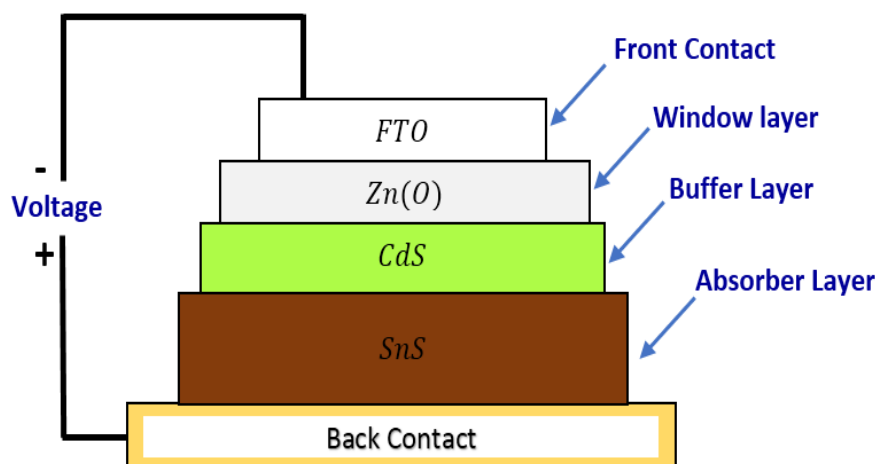 Front Contact
FTO
Window layer
-
Zn(O)
Buffer Layer
Voltage
+
CdS
Absorber Layer
SnS
Back Contact